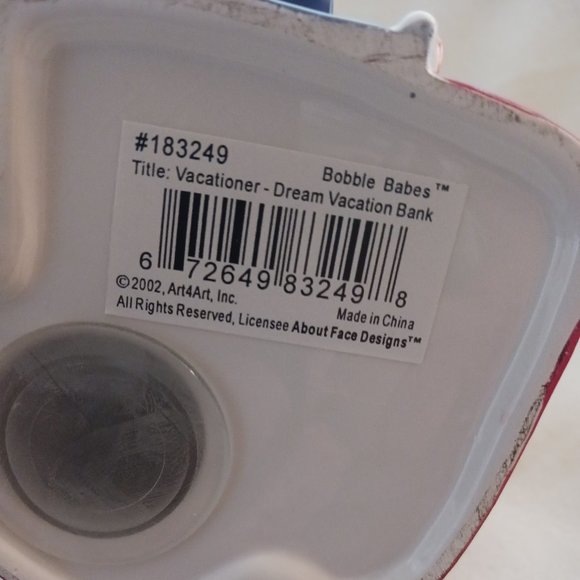 #183249
Bobble Babes™
Title: Vacationer - Dream Vacation Bank
6 72649 83249 8
©2002, Art4Art, Inc.
Made in China
All Rights Reserved, Licensee About Face Designs™